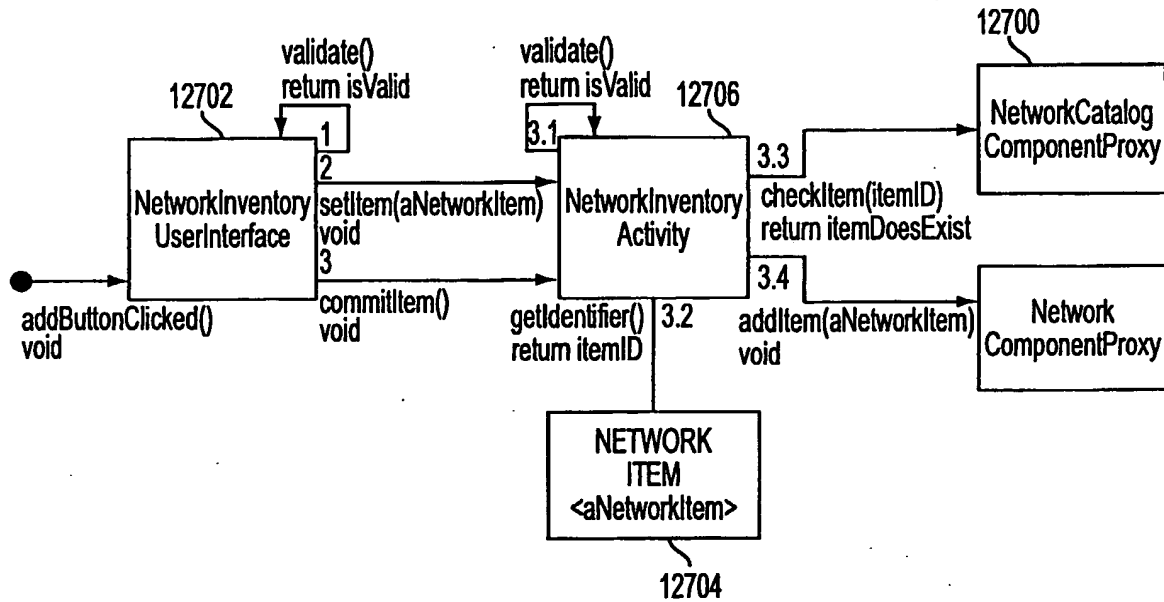 validate()
return isValid
validate()
return isValid
12700
12702
12706
1
3.1
3.3
NetworkCatalog
ComponentProxy
2
NetworkInventory
UserInterface
setItem(aNetworkItem)
void
NetworkInventory
Activity
checkItem(itemID)
return itemDoesExist
3
3.4
addButtonClicked()
void
commitItem()
void
getIdentifier()
return itemID
3.2
addItem(aNetworkItem)
void
Network
ComponentProxy
NETWORK
ITEM
<aNetworkItem>
12704